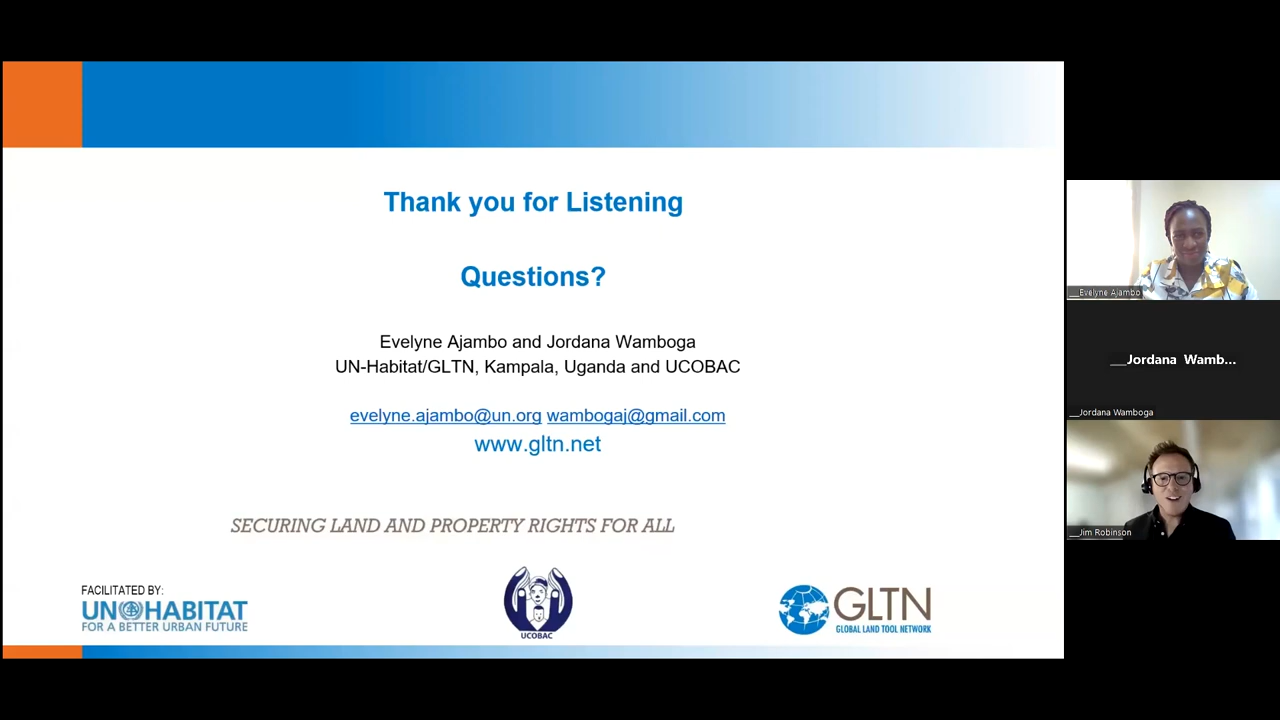 Thank you for Listening
Questions?
Evelyne Ajambo and Jordana Wamboga
UN-Habitat/GLTN, Kampala, Uganda and UCOBAC
evelyne.ajambo@un.org wambogaj@gmail.com
www.gltn.net
SECURING LAND AND PROPERTY RIGHTS FOR ALL
FACILITATED BY:
UN HABITAT
FOR A BETTER URBAN FUTURE
UCOBAC
GLTN
GLOBAL LAND TOOL NETWORK
__Evelyne Ajambo
__Jordana Wamb...
__Jordana Wamboga
__Jim Robinson